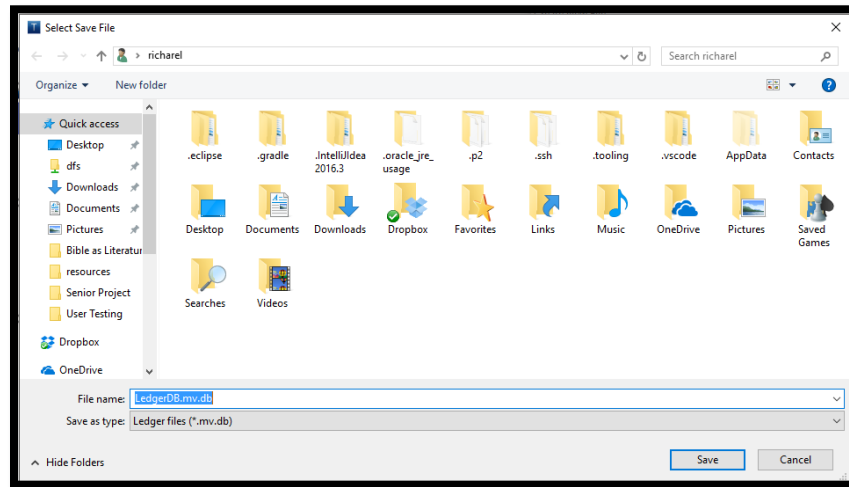 Select Save File
richarel
Search richarel
Organize
New folder
Quick access
Desktop
dfs
Downloads
Documents
Pictures
Bible as Literatur
resources
Senior Project
User Testing
Dropbox
OneDrive
.eclipse
.gradle
.IntelliJIdea
2016.3
.oracle_jre_
usage
.p2
.ssh
.tooling
.vscode
AppData
Contacts
Desktop
Documents
Downloads
Dropbox
Favorites
Links
Music
OneDrive
Pictures
Saved
Games
Searches
Videos
File name: LedgerDB.mv.db
Save as type: Ledger files (*.mv.db)
Hide Folders
Save
Cancel